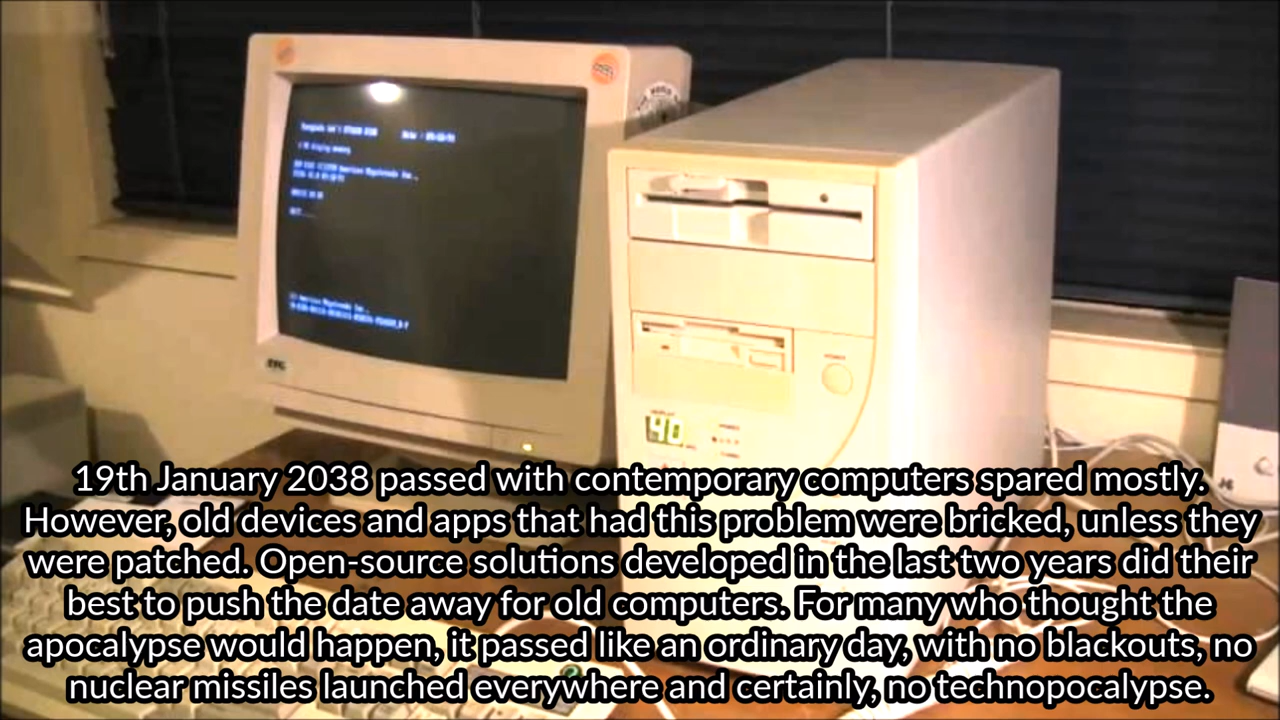 40
19th January 2038 passed with contemporary computers spared mostly.
However, old devices and apps that had this problem were bricked, unless they
were patched. Open-source solutions developed in the last two years did their
best to push the date away for old computers. For many who thought the
apocalypse would happen, it passed like an ordinary day, with no blackouts, no
nuclear missiles launched everywhere and certainly, no technopocalypse.